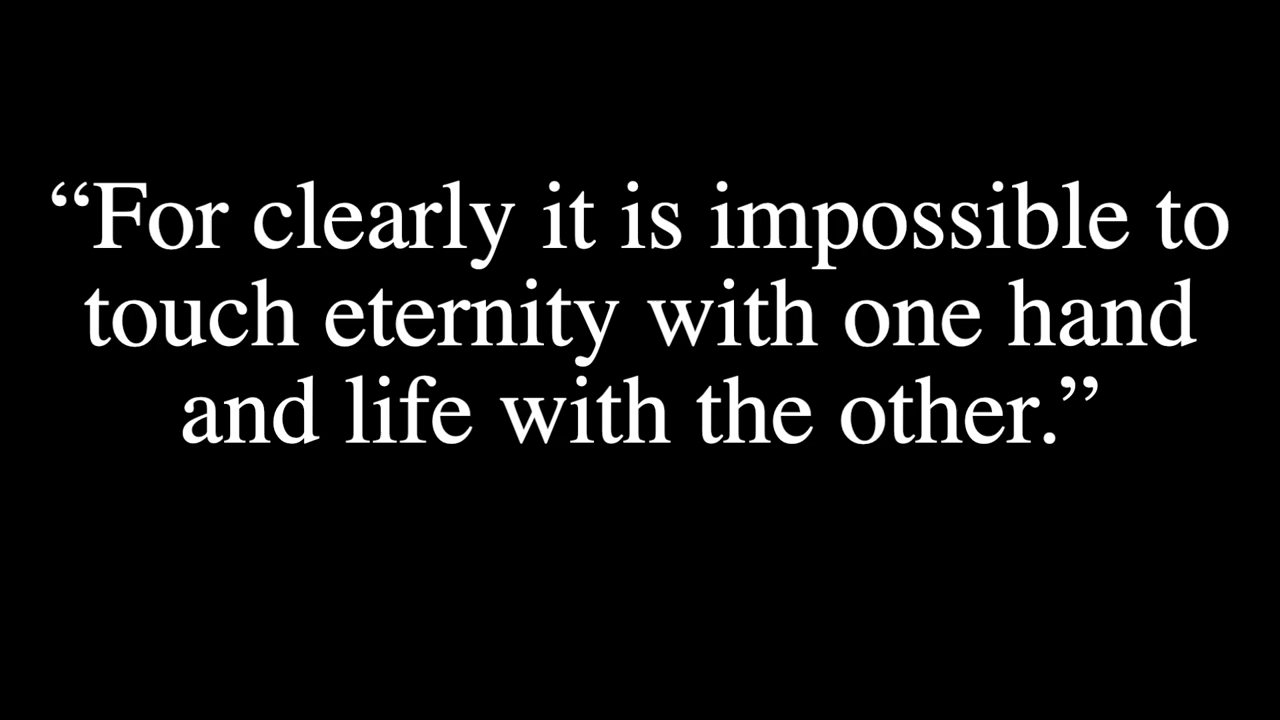 “For clearly it is impossible to
touch eternity with one hand
and life with the other.”